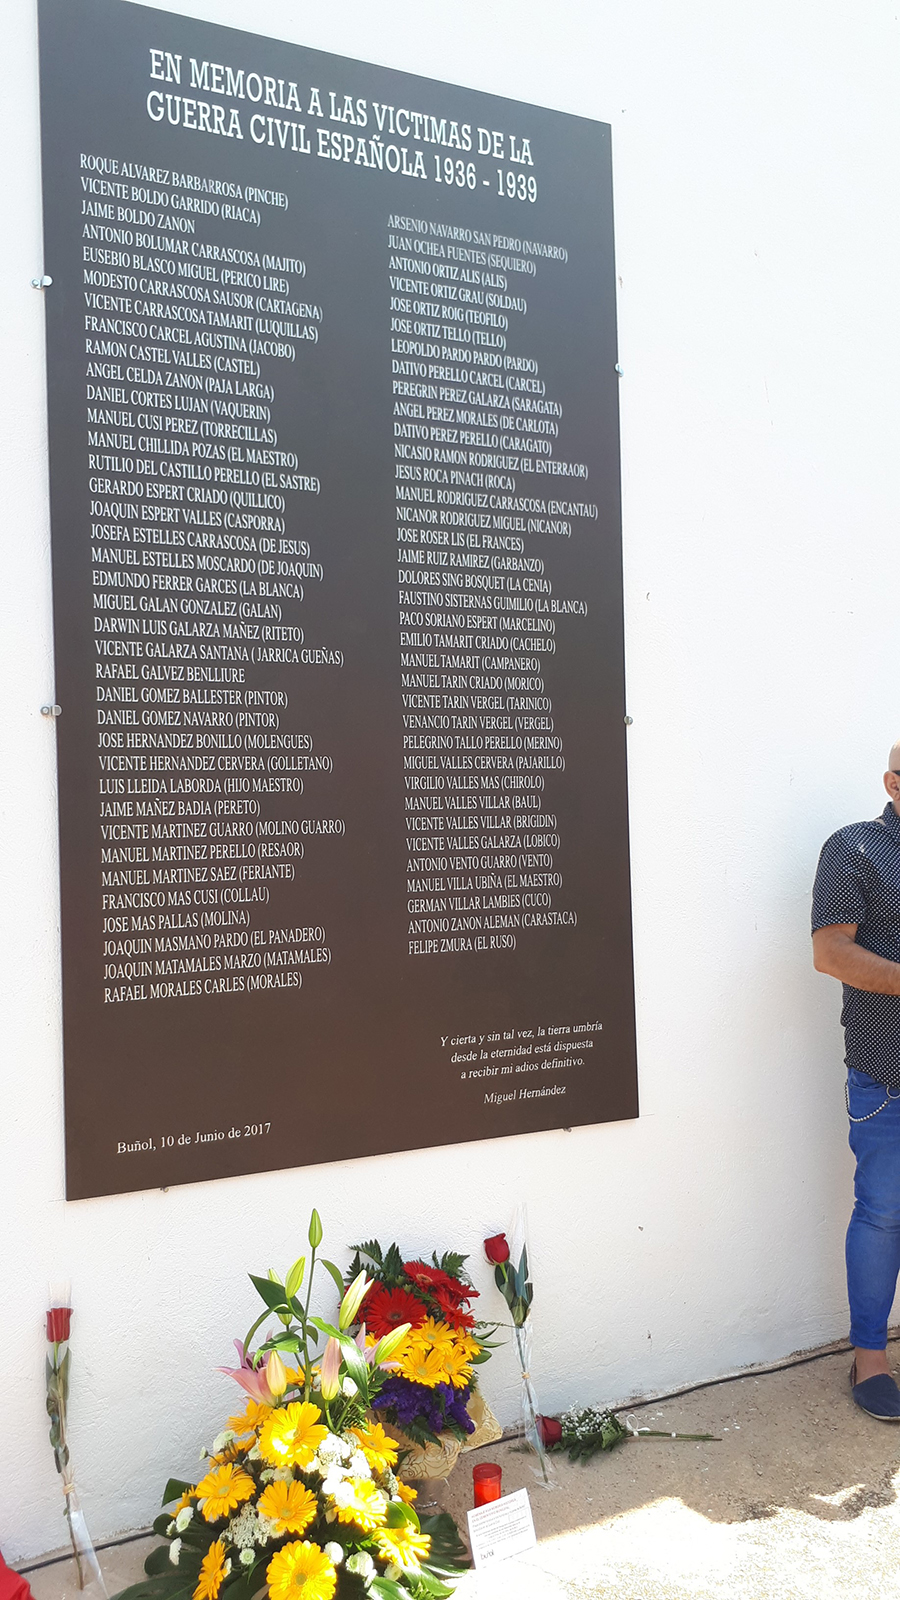 EN MEMORIA A LAS VICTIMAS DE LA
GUERRA CIVIL ESPAÑOLA 1936 - 1939
ROQUE ALVAREZ BARBARROSA (PINCHE)
VICENTE BOLDO GARRIDO (RIACA)
JAIME BOLDO ZANON
ANTONIO BOLUMAR CARRASCOSA (MAJITO)
EUSEBIO BLASCO MIGUEL (PERICO LIRE)
MODESTO CARRASCOSA SAUSOR (CARTAGENA)
VICENTE CARRASCOSA TAMARIT (LUQUILLAS)
FRANCISCO CARCEL AGUSTINA (JACOBO)
RAMON CASTEL VALLES (CASTEL)
ANGEL CELDA ZANON (PAJA LARGA)
DANIEL CORTES LUJAN (VAQUERIN)
MANUEL CUSI PEREZ (TORRECILLAS)
MANUEL CHILLIDA POZAS (EL MAESTRO)
RUTILIO DEL CASTILLO PERELLO (EL SASTRE)
GERARDO ESPERT CRIADO (QUILLICO)
JOAQUIN ESPERT VALLES (CASPORRA)
JOSEFA ESTELLES CARRASCOSA (DE JESUS)
MANUEL ESTELLES MOSCARDO (DE JOAQUIN)
EDMUNDO FERRER GARCES (LA BLANCA)
MIGUEL GALAN GONZALEZ (GALAN)
DARWIN LUIS GALARZA MAÑEZ (RITETO)
VICENTE GALARZA SANTANA ( JARRICA GUEÑAS)
RAFAEL GALVEZ BENLLIURE
DANIEL GOMEZ BALLESTER (PINTOR)
DANIEL GOMEZ NAVARRO (PINTOR)
JOSE HERNANDEZ BONILLO (MOLENGUES)
VICENTE HERNANDEZ CERVERA (GOLLETANO)
LUIS LLEIDA LABORDA (HIJO MAESTRO)
JAIME MAÑEZ BADIA (PERETO)
VICENTE MARTINEZ GUARRO (MOLINO GUARRO)
MANUEL MARTINEZ PERELLO (RESAOR)
MANUEL MARTINEZ SAEZ (FERIANTE)
FRANCISCO MAS CUSI (COLLAU)
JOSE MAS PALLAS (MOLINA)
JOAQUIN MASMANO PARDO (EL PANADERO)
JOAQUIN MATAMALES MARZO (MATAMALES)
RAFAEL MORALES CARLES (MORALES)
ARSENIO NAVARRO SAN PEDRO (NAVARRO)
JUAN OCHEA FUENTES (SEQUIERO)
ANTONIO ORTIZ ALIS (ALIS)
VICENTE ORTIZ GRAU (SOLDAU)
JOSE ORTIZ ROIG (TEOFILO)
JOSE ORTIZ TELLO (TELLO)
LEOPOLDO PARDO PARDO (PARDO)
DATIVO PERELLO CARCEL (CARCEL)
PEREGRIN PEREZ GALARZA (SARAGATA)
ANGEL PEREZ MORALES (DE CARLOTA)
DATIVO PEREZ PERELLO (CARAGATO)
NICASIO RAMON RODRIGUEZ (EL ENTERRAOR)
JESUS ROCA PINACH (ROCA)
MANUEL RODRIGUEZ CARRASCOSA (ENCANTAU)
NICANOR RODRIGUEZ MIGUEL (NICANOR)
JOSE ROSER LIS (EL FRANCES)
JAIME RUIZ RAMIREZ (GARBANZO)
DOLORES SING BOSQUET (LA CENIA)
FAUSTINO SISTERNAS GUIMILIO (LA BLANCA)
PACO SORIANO ESPERT (MARCELINO)
EMILIO TAMARIT CRIADO (CACHELO)
MANUEL TAMARIT (CAMPANERO)
MANUEL TARIN CRIADO (MORICO)
VICENTE TARIN VERGEL (TARINICO)
VENANCIO TARIN VERGEL (VERGEL)
PELEGRINO TALLO PERELLO (MERINO)
MIGUEL VALLES CERVERA (PAJARILLO)
VIRGILIO VALLES MAS (CHIROLO)
MANUEL VALLES VILLAR (BAUL)
VICENTE VALLES VILLAR (BRIGIDIN)
VICENTE VALLES GALARZA (LOBICO)
ANTONIO VENTO GUARRO (VENTO)
MANUEL VILLA UBIÑA (EL MAESTRO)
GERMAN VILLAR LAMBIES (CUCO)
ANTONIO ZANON ALEMAN (CARASTACA)
FELIPE ZMURA (EL RUSO)
Y cierta y sin tal vez, la tierra umbría
desde la eternidad está dispuesta
a recibir mi adios definitivo.
Miguel Hernández
Buñol, 10 de Junio de 2017